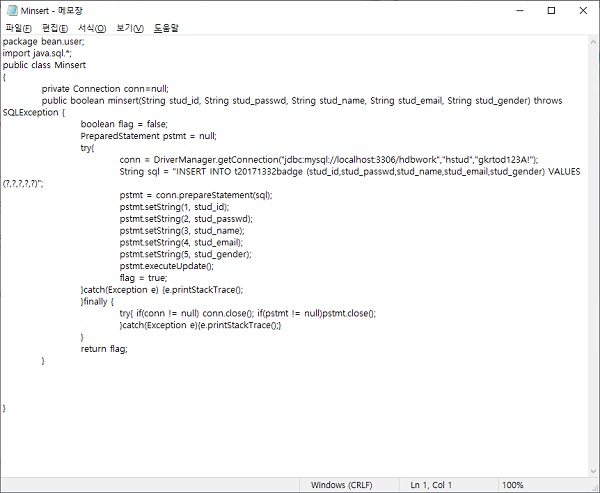 Minsert - 메모장
파일(F) 편집(E) 서식(O) 보기(V) 도움말
package bean.user;
import java.sql.*;
public class Minsert
{
private Connection conn=null;
public boolean minsert(String stud_id, String stud_passwd, String stud_name, String stud_email, String stud_gender) throws
SQLException {
boolean flag = false;
PreparedStatement pstmt = null;
try{
conn = DriverManager.getConnection("jdbc:mysql://localhost:3306/hdbwork","hstud","gkrtod123A!");
String sql = "INSERT INTO t20171332badge (stud_id,stud_passwd,stud_name,stud_email,stud_gender) VALUES
(?,?,?,?,?)";
pstmt = conn.prepareStatement(sql);
pstmt.setString(1, stud_id);
pstmt.setString(2, stud_passwd);
pstmt.setString(3, stud_name);
pstmt.setString(4, stud_email);
pstmt.setString(5, stud_gender);
pstmt.executeUpdate();
flag = true;
}catch(Exception e) {e.printStackTrace();
}finally {
try{ if(conn != null) conn.close(); if(pstmt != null)pstmt.close();
}catch(Exception e){e.printStackTrace();}
}
return flag;
}
}
Windows (CRLF) Ln 1, Col 1 100%